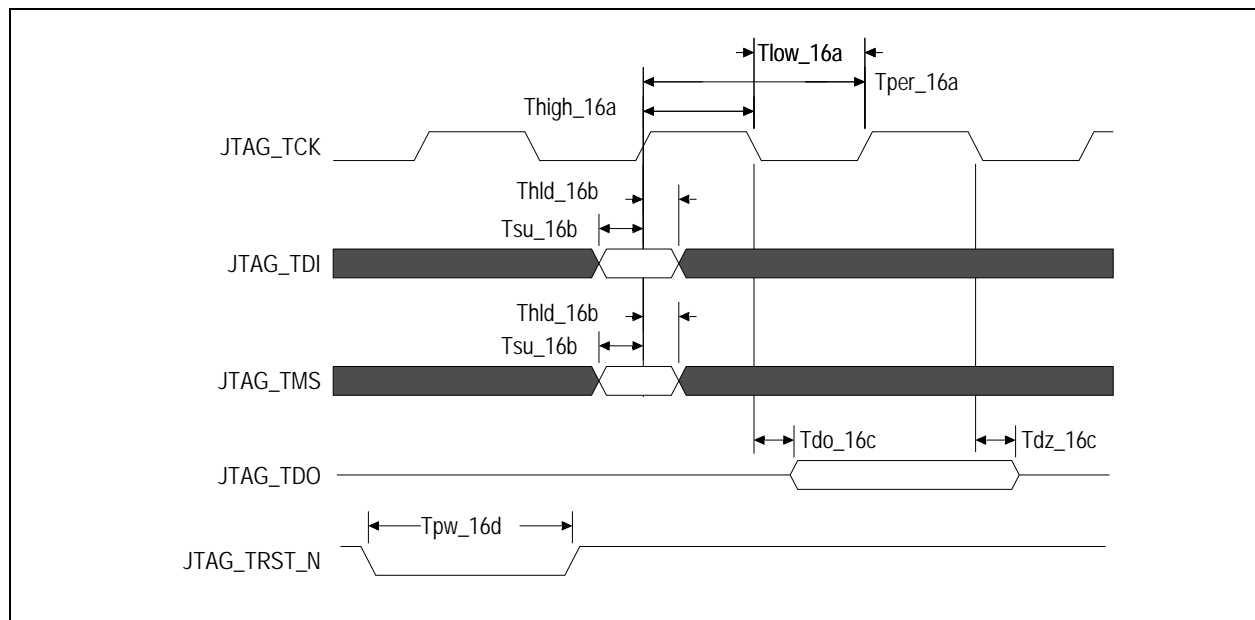 Tlow_16a
Tper_16a
Thigh_16a
JTAG_TCK
Thld_16b
Tsu_16b
JTAG_TDI
Thld_16b
Tsu_16b
JTAG_TMS
Tdo_16c
Tdz_16c
JTAG_TDO
Tpw_16d
JTAG_TRST_N